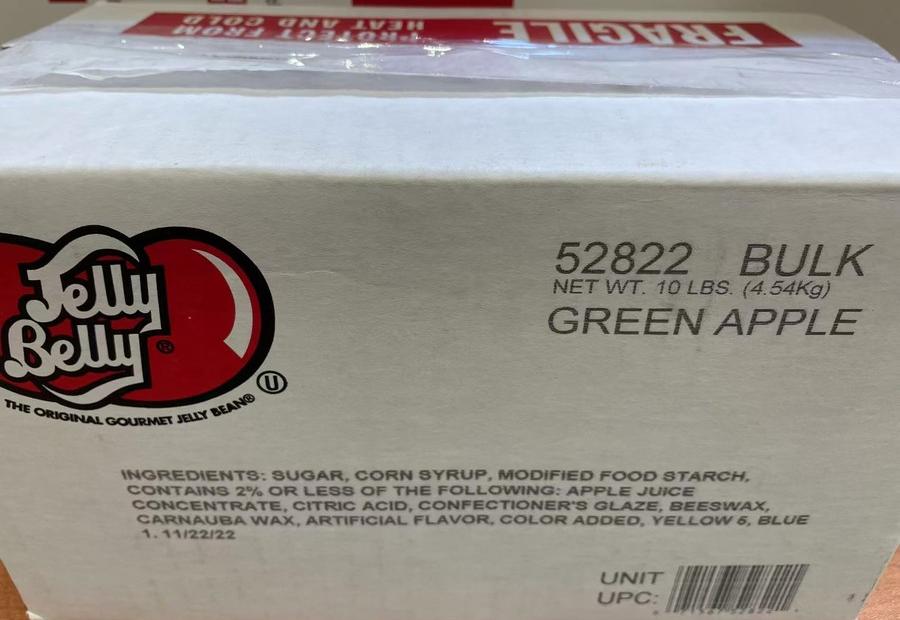 FRAGILE
PROTECT FROM
HEAT AND COLD
Jelly
Belly®
U
THE ORIGINAL GOURMET JELLY BEAN®
52822 BULK
NET WT. 10 LBS. (4.54Kg)
GREEN APPLE
INGREDIENTS: SUGAR, CORN SYRUP, MODIFIED FOOD STARCH,
CONTAINS 2% OR LESS OF THE FOLLOWING: APPLE JUICE
CONCENTRATE, CITRIC ACID, CONFECTIONER'S GLAZE, BEESWAX,
CARNAUBA WAX, ARTIFICIAL FLAVOR, COLOR ADDED, YELLOW 5, BLUE
1. 11/22/22
UNIT
UPC: